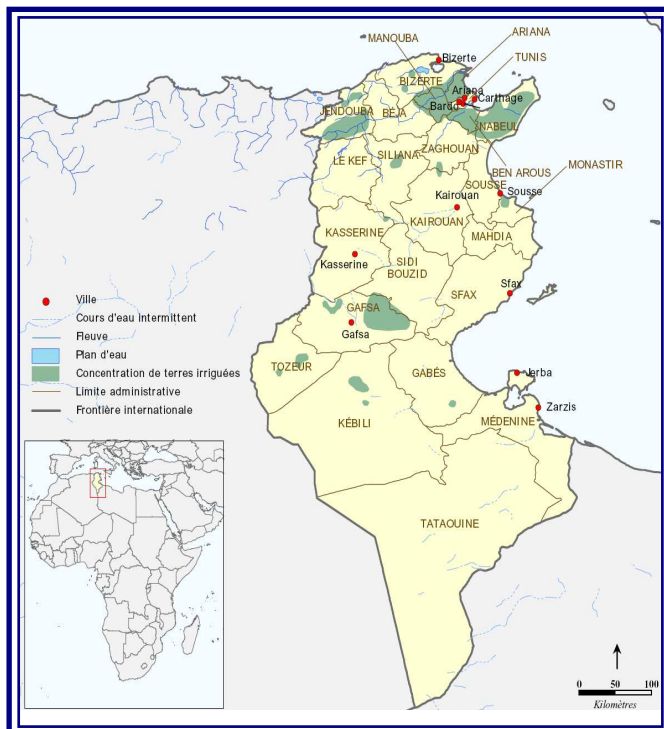 ARIANA
MANOUBA
TUNIS
Bizerte
BIZERTE
Ariana
Carthage
Bardo
JENDOUBA
BÉJA
NABEUL
ZAGHOUAN
SILIANA
LE KEF
BEN AROUS
MONASTIR
SOUSSE
Sousse
Kairouan
KAIROUAN
KASSERINE
MAHDIA
Kasserine
SIDI
BOUZID
SFAX
Sfax
GAFSA
Gafsa
TOZEUR
GABÉS
Jerba
Zarzis
KÉBILI
MÉDENINE
TATAOUINE
Ville
Cours d'eau intermittent
Fleuve
Plan d'eau
Concentration de terres irriguées
Limite administrative
Frontière internationale
0 50 100
Kilomètres